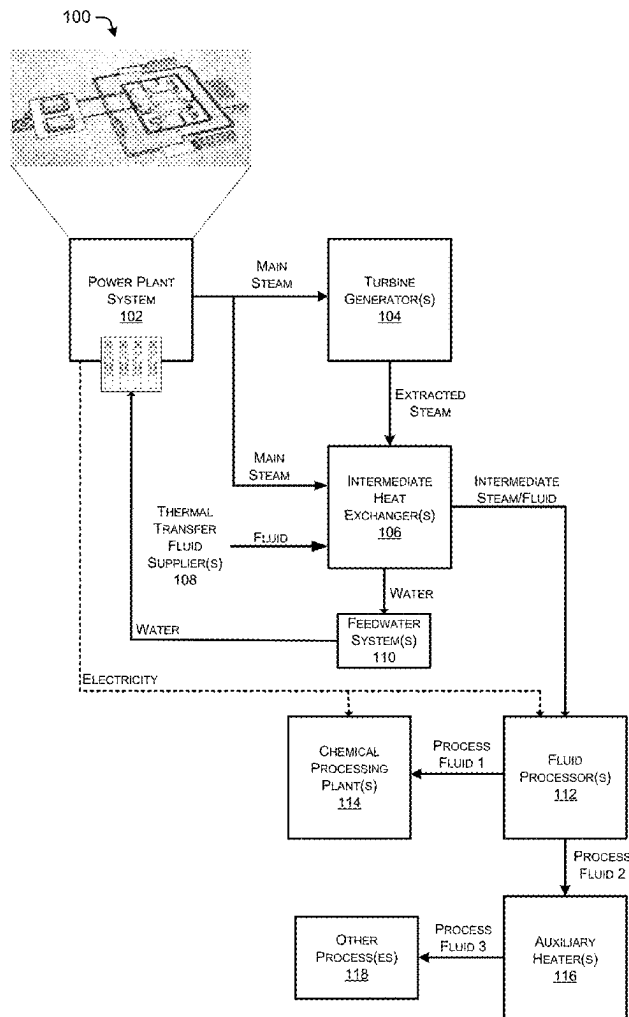 100
POWER PLANT
SYSTEM
102
MAIN
STEAM
TURBINE
GENERATOR(S)
104
EXTRACTED
STEAM
MAIN
STEAM
INTERMEDIATE
HEAT
EXCHANGER(S)
106
INTERMEDIATE
STEAM/FLUID
THERMAL
TRANSFER
FLUID
SUPPLIER(S)
108
FLUID
WATER
WATER
FEEDWATER
SYSTEM(S)
110
ELECTRICITY
CHEMICAL
PROCESSING
PLANT(S)
114
PROCESS
FLUID 1
FLUID
PROCESSOR(S)
112
PROCESS
FLUID 2
OTHER
PROCESS(ES)
118
PROCESS
FLUID 3
AUXILIARY
HEATER(S)
116